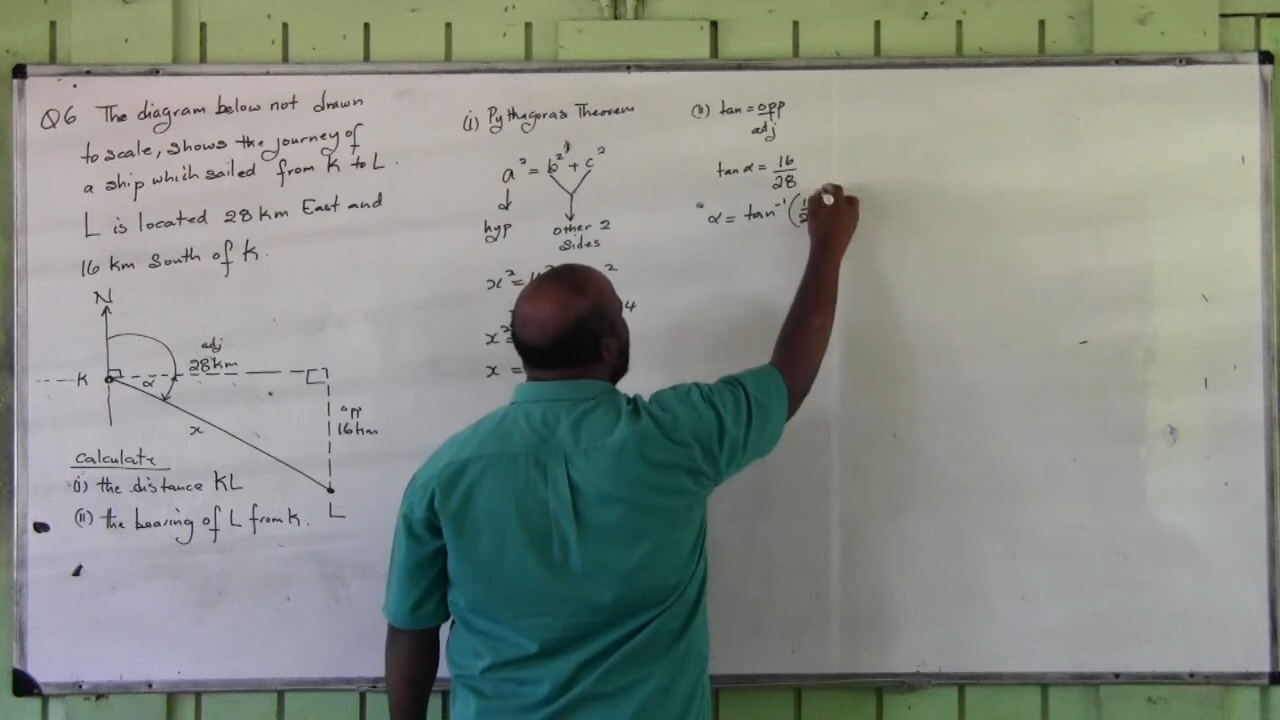 Q6 The diagram below not drawn
to scale, shows the journey of
a ship which sailed from K to L.
L is located 28 km East and
16 km South of K.
N
adj
28km
K
α
x
opp
16km
L
Calculate
(i) the distance KL
(ii) the bearing of L from K.
(i) Pythagoras Theorem
a² = b² + c²
hyp
other 2
sides
x² =
2
4
x² =
x =
(ii) tan = opp
adj
tan α = 16
28
α = tan⁻¹ (